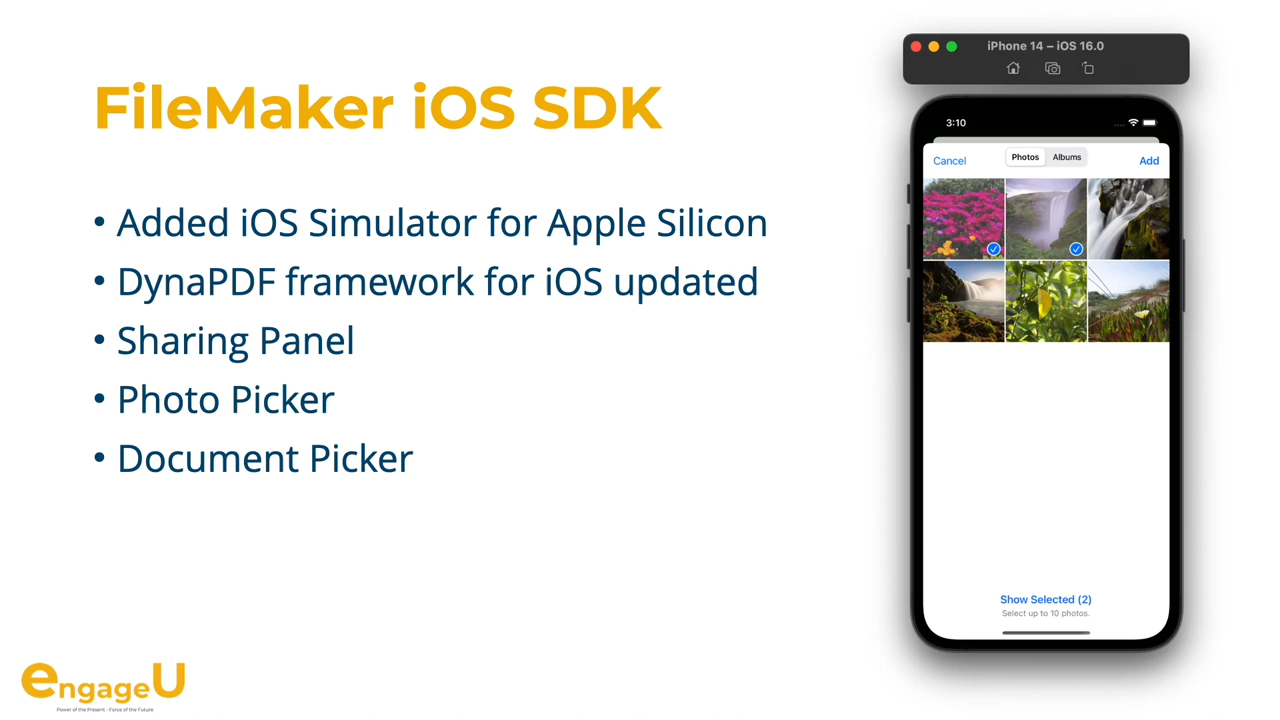 FileMaker iOS SDK
• Added iOS Simulator for Apple Silicon
• DynaPDF framework for iOS updated
• Sharing Panel
• Photo Picker
• Document Picker
iPhone 14 – iOS 16.0
3:10
Cancel
Photos
Albums
Add
Show Selected (2)
Select up to 10 photos.
engageU
Power of the Present - Force of the Future